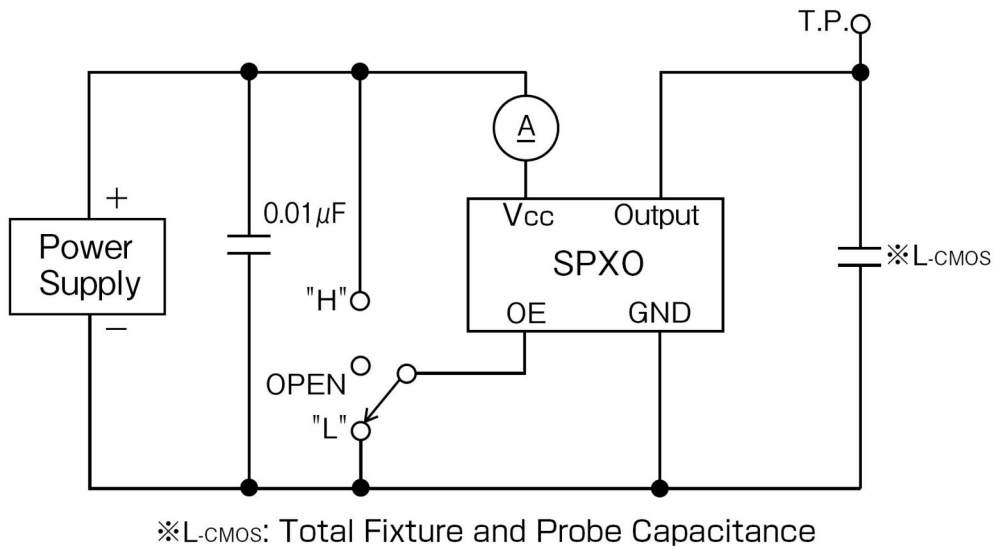 T.P.
A
+
0.01μF
Vcc Output
Power
Supply
SPXO
※L-CMOS
"H"
OE GND
−
OPEN
"L"
※L-CMOS: Total Fixture and Probe Capacitance